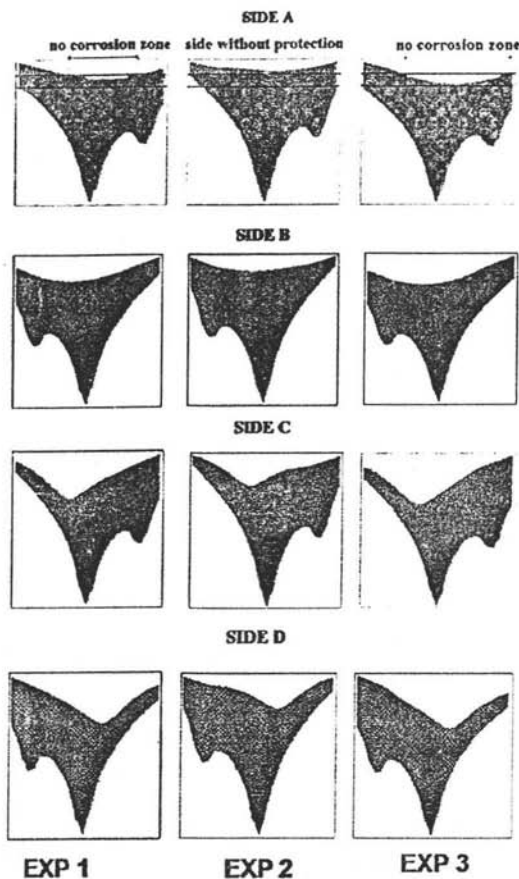 SIDE A
no corrosion zone side without protection no corrosion zone
SIDE B
SIDE C
SIDE D
EXP 1 EXP 2 EXP 3